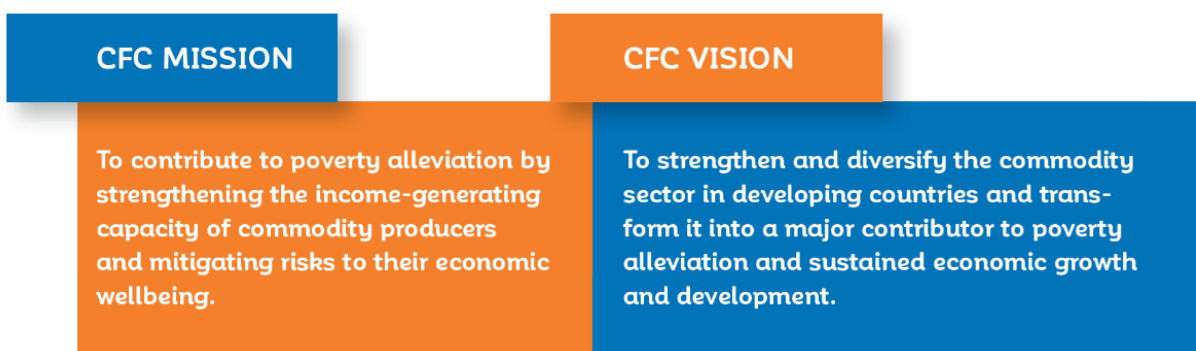 CFC MISSION
To contribute to poverty alleviation by
strengthening the income-generating
capacity of commodity producers
and mitigating risks to their economic
wellbeing.
CFC VISION
To strengthen and diversify the commodity
sector in developing countries and trans-
form it into a major contributor to poverty
alleviation and sustained economic growth
and development.